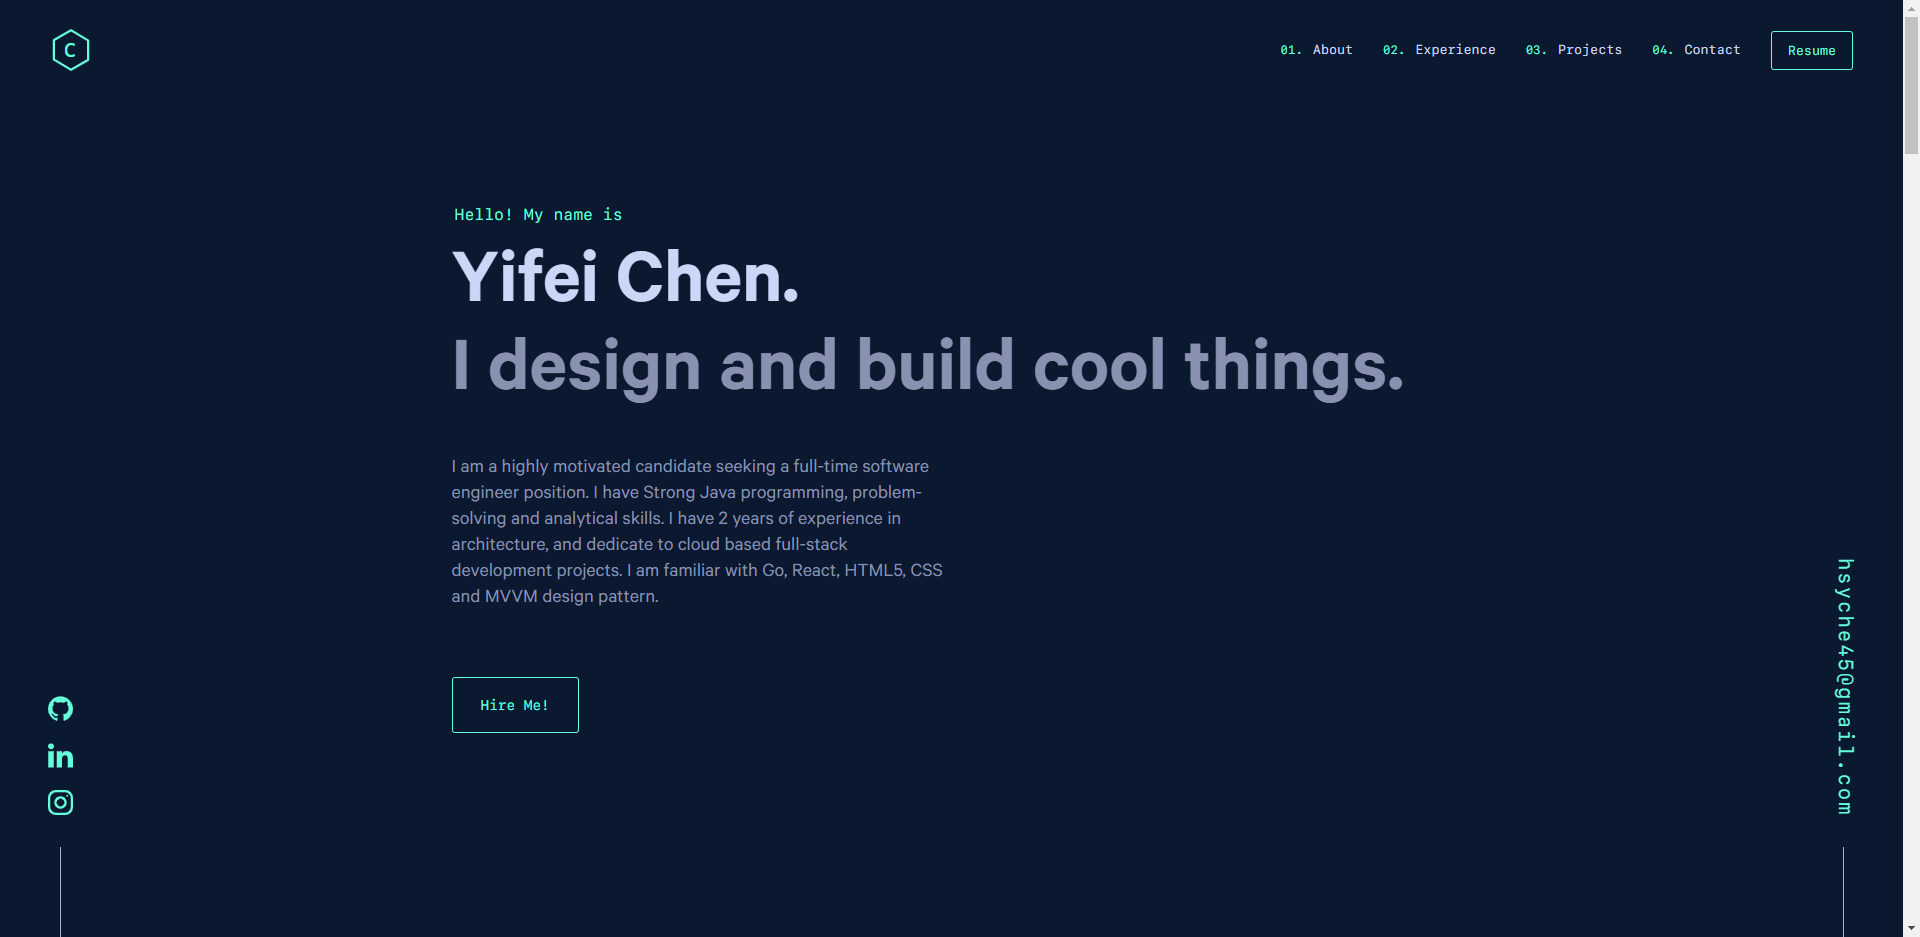 C
01. About 02. Experience 03. Projects 04. Contact Resume
Hello! My name is
Yifei Chen.
I design and build cool things.
I am a highly motivated candidate seeking a full-time software
engineer position. I have Strong Java programming, problem-
solving and analytical skills. I have 2 years of experience in
architecture, and dedicate to cloud based full-stack
development projects. I am familiar with Go, React, HTML5, CSS
and MVVM design pattern.
Hire Me!
in
hsyche45@gmail.com